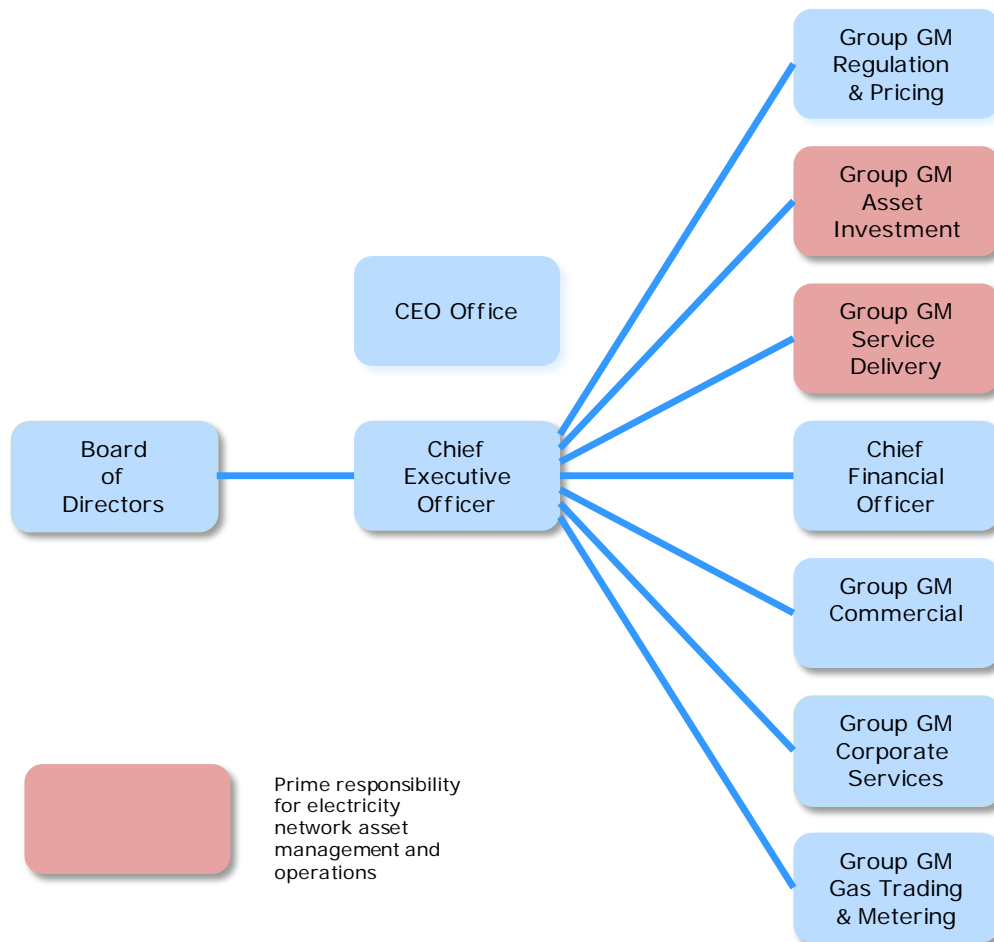 Group GM
Regulation
& Pricing
Group GM
Asset
Investment
CEO Office
Group GM
Service
Delivery
Board
of
Directors
Chief
Executive
Officer
Chief
Financial
Officer
Group GM
Commercial
Group GM
Corporate
Services
Prime responsibility
for electricity
network asset
management and
operations
Group GM
Gas Trading
& Metering